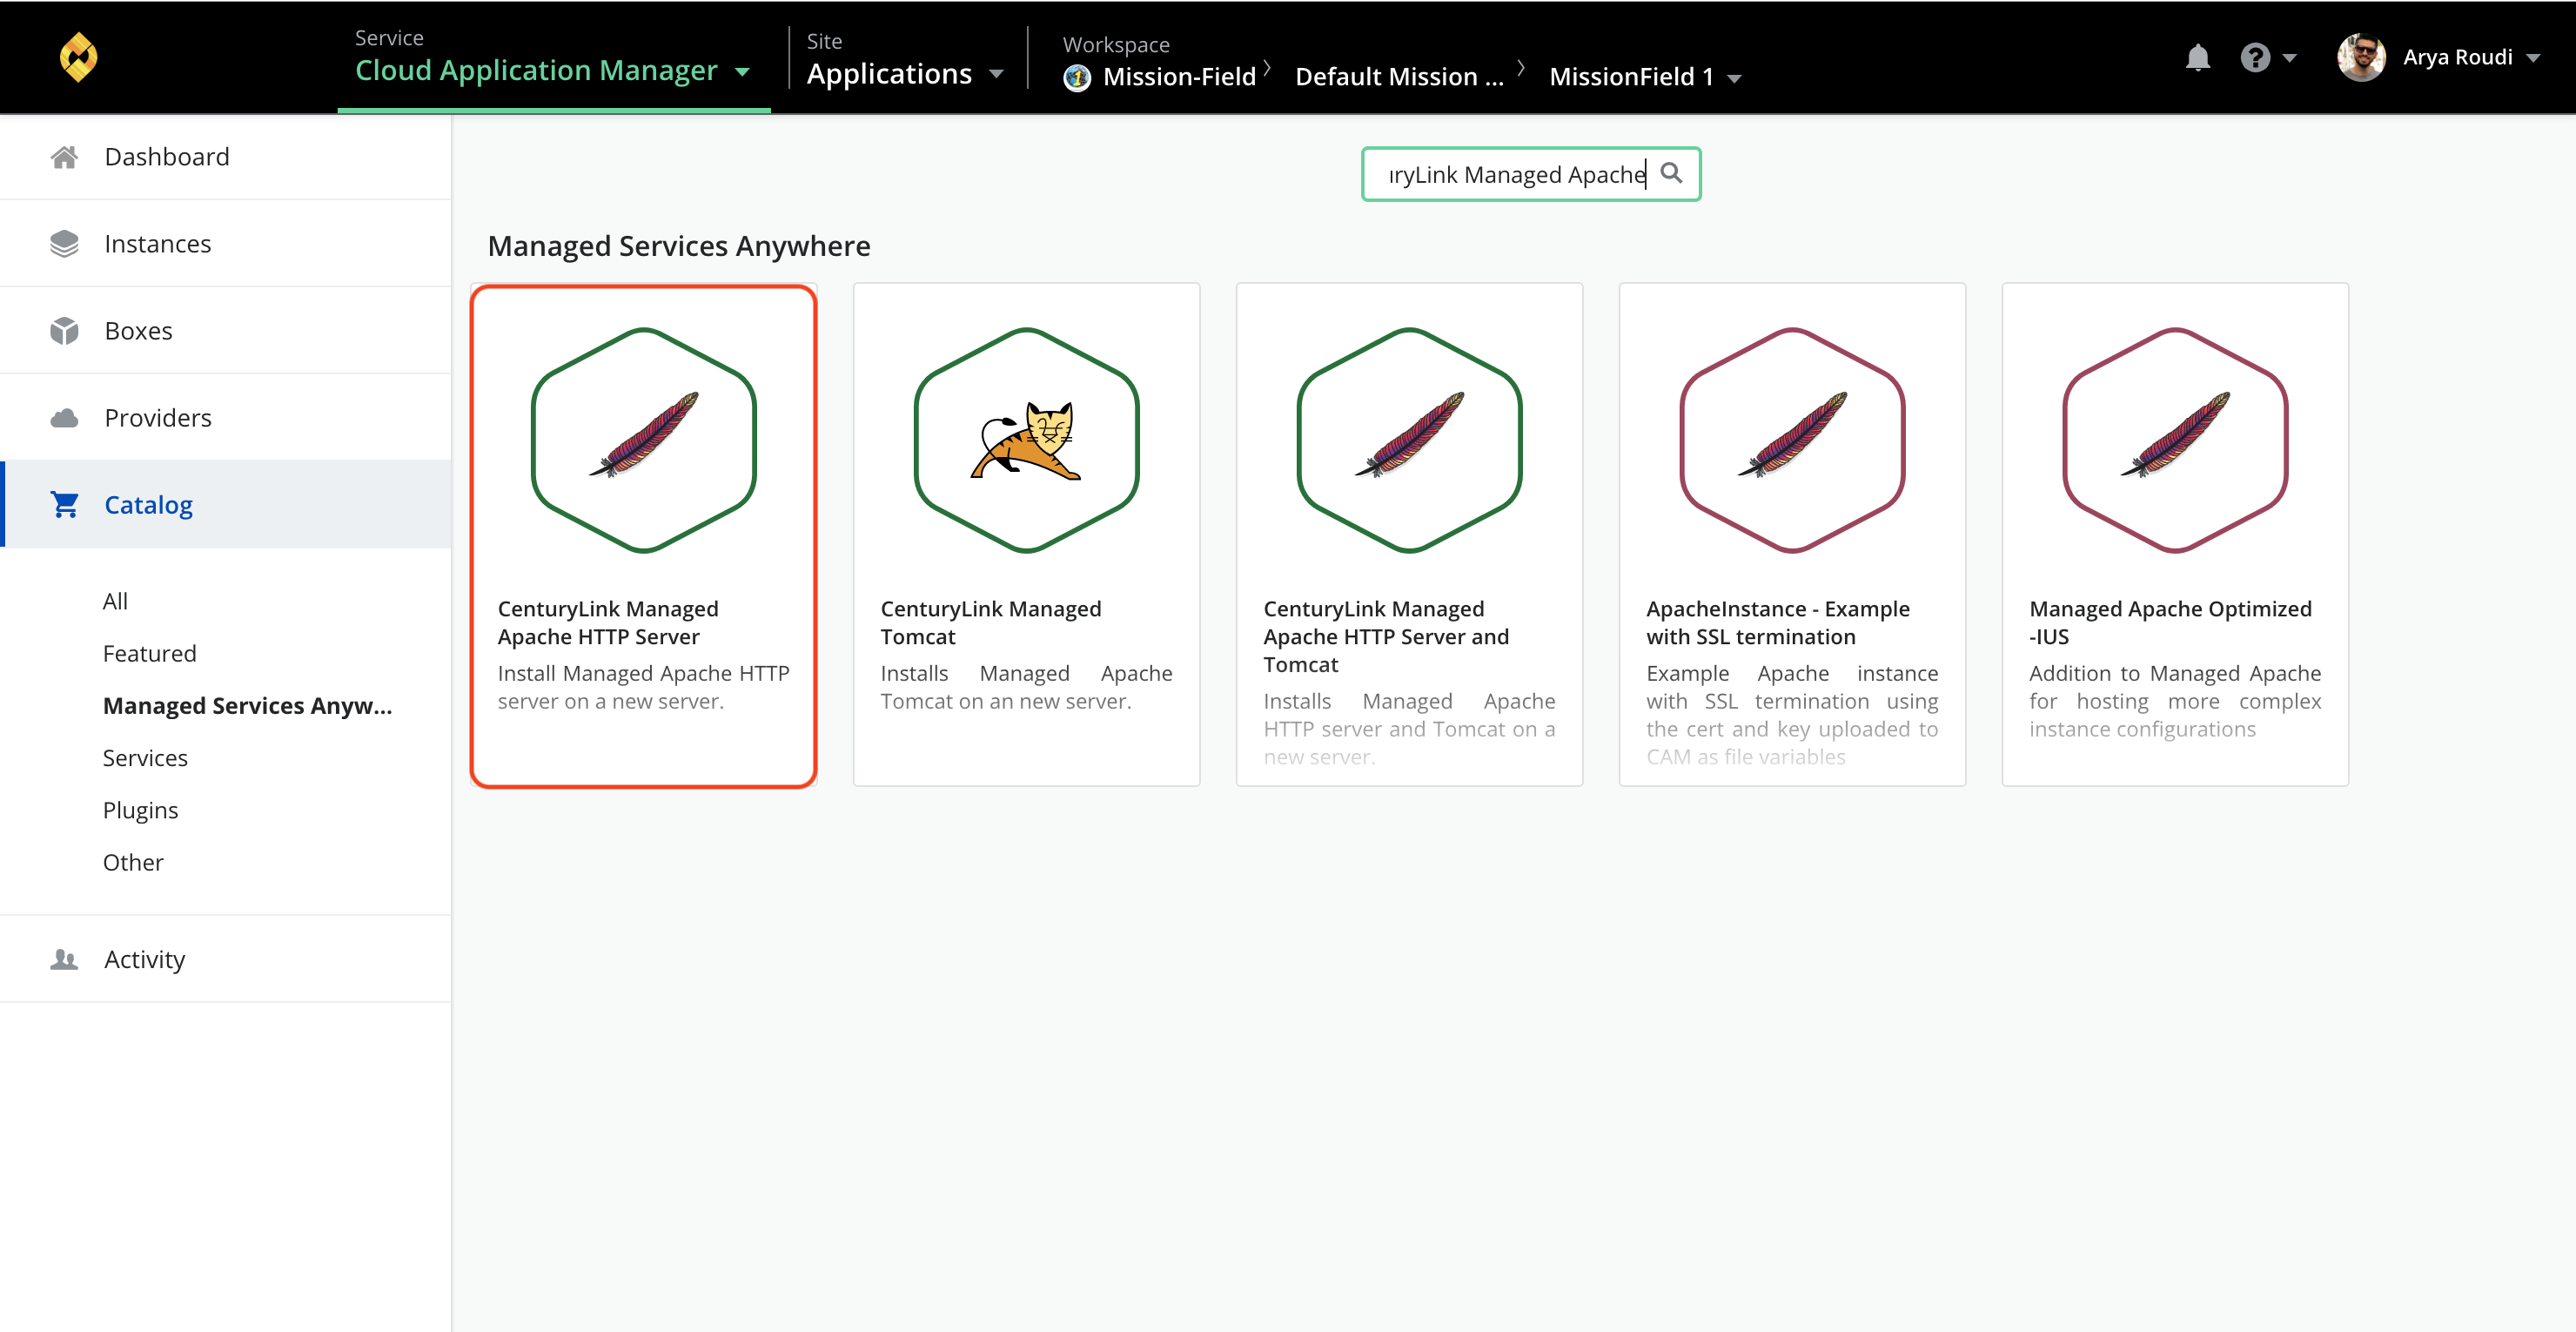 Service
Cloud Application Manager
Site
Applications
Workspace
Mission-Field
Default Mission ...
MissionField 1
Arya Roudi
Dashboard
Instances
Boxes
Providers
Catalog
All
Featured
Managed Services Anyw...
Services
Plugins
Other
Activity
ryLink Managed Apache
Managed Services Anywhere
CenturyLink Managed
Apache HTTP Server
Install Managed Apache HTTP
server on a new server.
CenturyLink Managed
Tomcat
Installs Managed Apache
Tomcat on an new server.
CenturyLink Managed
Apache HTTP Server and
Tomcat
Installs Managed Apache
HTTP server and Tomcat on a
new server.
ApacheInstance - Example
with SSL termination
Example Apache instance
with SSL termination using
the cert and key uploaded to
CAM as file variables
Managed Apache Optimized
-IUS
Addition to Managed Apache
for hosting more complex
instance configurations